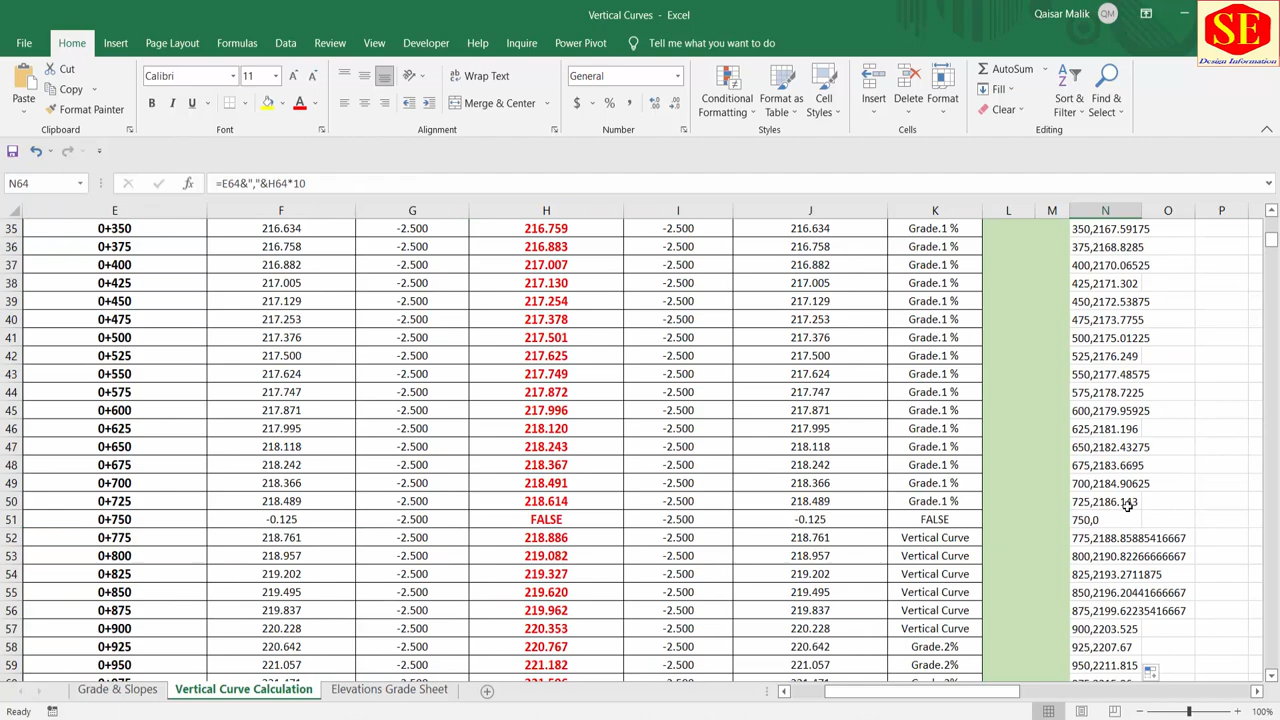 Vertical Curves - Excel
Qaisar Malik QM
SE
Design Information
File Home Insert Page Layout Formulas Data Review View Developer Help Inquire Power Pivot Tell me what you want to do
Cut
Copy
Format Painter
Paste
Clipboard
Calibri 11
B I U
Font
Wrap Text
Merge & Center
Alignment
General
$ % ,
Number
Conditional Formatting
Format as Table
Cell Styles
Styles
Insert Delete Format
Cells
AutoSum
Fill
Clear
Sort & Filter
Find & Select
Editing
N64 fx =E64&","&H64*10
E F G H I J K L M N O P
35 0+350 216.634 -2.500 216.759 -2.500 216.634 Grade.1 % 350,2167.59175
36 0+375 216.758 -2.500 216.883 -2.500 216.758 Grade.1 % 375,2168.8285
37 0+400 216.882 -2.500 217.007 -2.500 216.882 Grade.1 % 400,2170.06525
38 0+425 217.005 -2.500 217.130 -2.500 217.005 Grade.1 % 425,2171.302
39 0+450 217.129 -2.500 217.254 -2.500 217.129 Grade.1 % 450,2172.53875
40 0+475 217.253 -2.500 217.378 -2.500 217.253 Grade.1 % 475,2173.7755
41 0+500 217.376 -2.500 217.501 -2.500 217.376 Grade.1 % 500,2175.01225
42 0+525 217.500 -2.500 217.625 -2.500 217.500 Grade.1 % 525,2176.249
43 0+550 217.624 -2.500 217.749 -2.500 217.624 Grade.1 % 550,2177.48575
44 0+575 217.747 -2.500 217.872 -2.500 217.747 Grade.1 % 575,2178.7225
45 0+600 217.871 -2.500 217.996 -2.500 217.871 Grade.1 % 600,2179.95925
46 0+625 217.995 -2.500 218.120 -2.500 217.995 Grade.1 % 625,2181.196
47 0+650 218.118 -2.500 218.243 -2.500 218.118 Grade.1 % 650,2182.43275
48 0+675 218.242 -2.500 218.367 -2.500 218.242 Grade.1 % 675,2183.6695
49 0+700 218.366 -2.500 218.491 -2.500 218.366 Grade.1 % 700,2184.90625
50 0+725 218.489 -2.500 218.614 -2.500 218.489 Grade.1 % 725,2186.143
51 0+750 -0.125 -2.500 FALSE -2.500 -0.125 FALSE 750,0
52 0+775 218.761 -2.500 218.886 -2.500 218.761 Vertical Curve 775,2188.85885416667
53 0+800 218.957 -2.500 219.082 -2.500 218.957 Vertical Curve 800,2190.82266666667
54 0+825 219.202 -2.500 219.327 -2.500 219.202 Vertical Curve 825,2193.2711875
55 0+850 219.495 -2.500 219.620 -2.500 219.495 Vertical Curve 850,2196.20441666667
56 0+875 219.837 -2.500 219.962 -2.500 219.837 Vertical Curve 875,2199.62235416667
57 0+900 220.228 -2.500 220.353 -2.500 220.228 Vertical Curve 900,2203.525
58 0+925 220.642 -2.500 220.767 -2.500 220.642 Grade.2% 925,2207.67
59 0+950 221.057 -2.500 221.182 -2.500 221.057 Grade.2% 950,2211.815
Grade & Slopes Vertical Curve Calculation Elevations Grade Sheet
Ready 100%